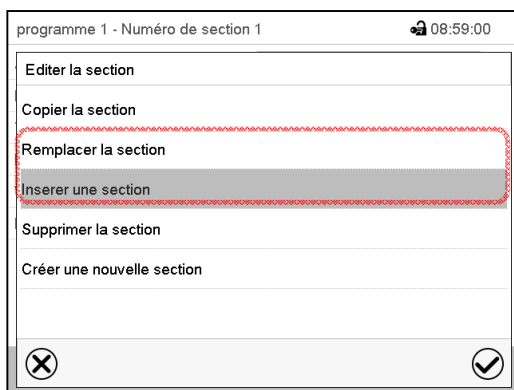 programme 1 - Numéro de section 1 08:59:00
Editer la section
Copier la section
Remplacer la section
Inserer une section
Supprimer la section
Créer une nouvelle section